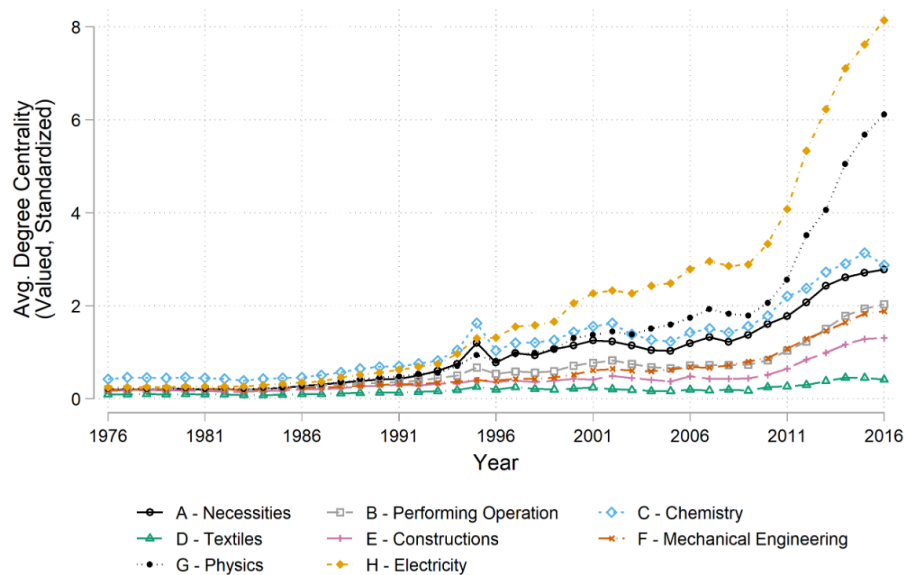 Avg. Degree Centrality
(Valued, Standardized)
8
6
4
2
0
1976 1981 1986 1991 1996 2001 2006 2011 2016
Year
A - Necessities B - Performing Operation C - Chemistry
D - Textiles E - Constructions F - Mechanical Engineering
G - Physics H - Electricity